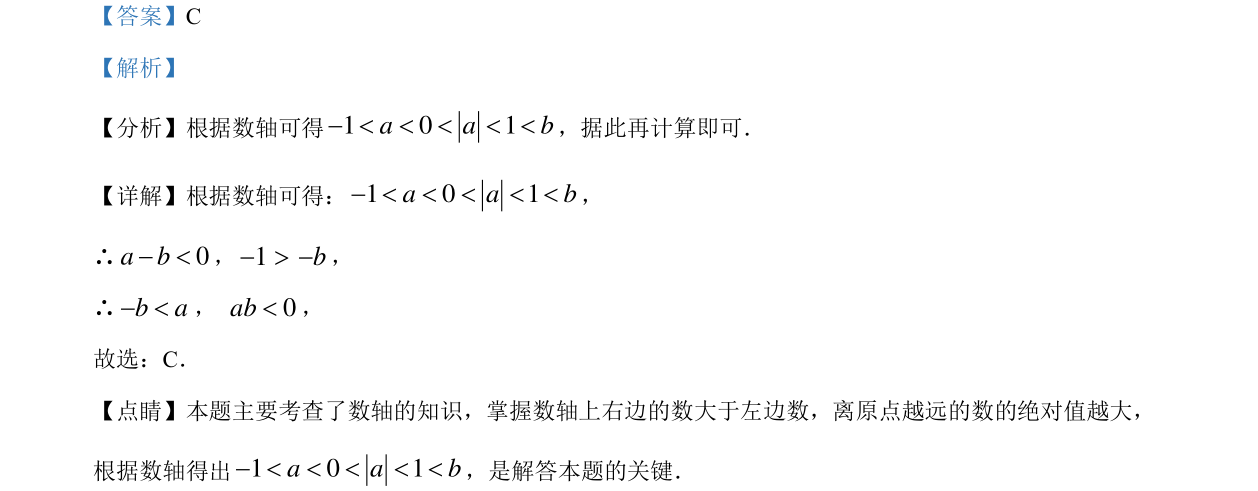 【答案】C
【解析】
【分析】根据数轴可得−1<a<0<|a|<1<b，据此再计算即可．
【详解】根据数轴可得：−1<a<0<|a|<1<b，
∴a−b<0，−1> −b，
∴−b<a， ab<0，
故选：C．
【点睛】本题主要考查了数轴的知识，掌握数轴上右边的数大于左边数，离原点越远的数的绝对值越大，
根据数轴得出−1<a<0<|a|<1<b，是解答本题的关键．